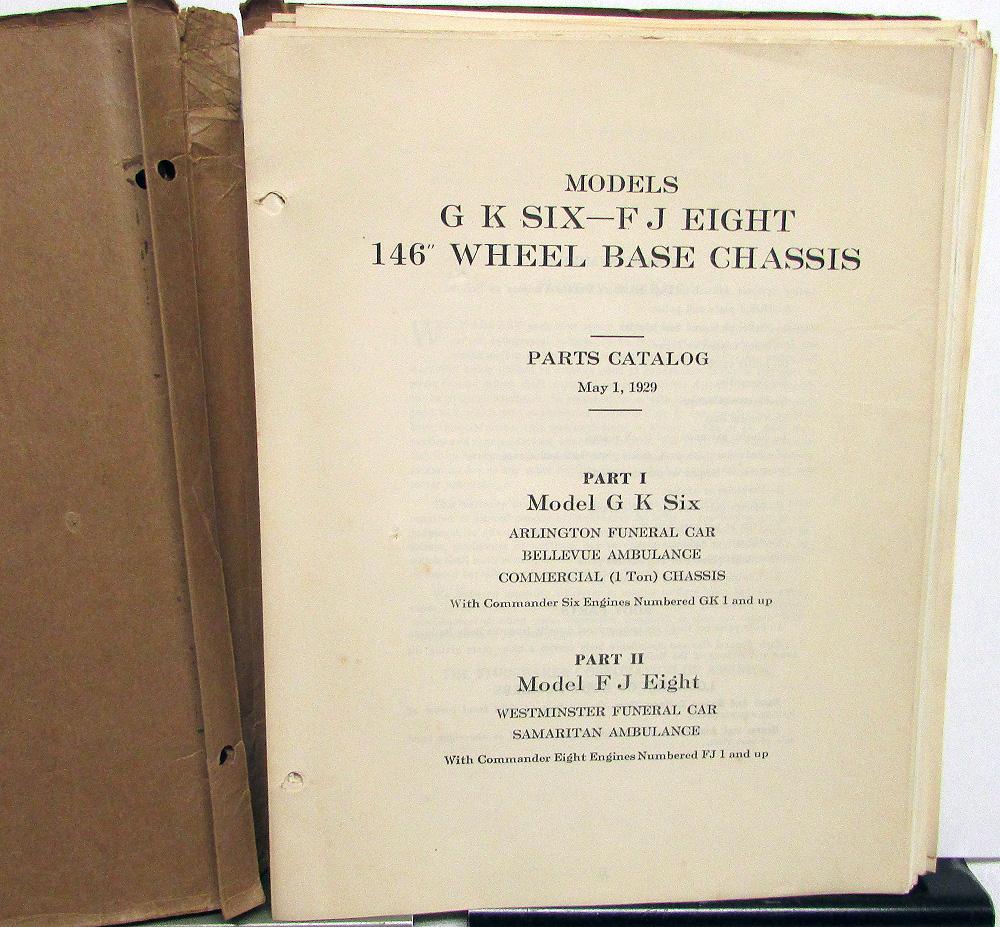 MODELS
G K SIX—F J EIGHT
146″ WHEEL BASE CHASSIS
PARTS CATALOG
May 1, 1929
PART I
Model G K Six
ARLINGTON FUNERAL CAR
BELLEVUE AMBULANCE
COMMERCIAL (1 Ton) CHASSIS
With Commander Six Engines Numbered GK 1 and up
PART II
Model F J Eight
WESTMINSTER FUNERAL CAR
SAMARITAN AMBULANCE
With Commander Eight Engines Numbered FJ 1 and up